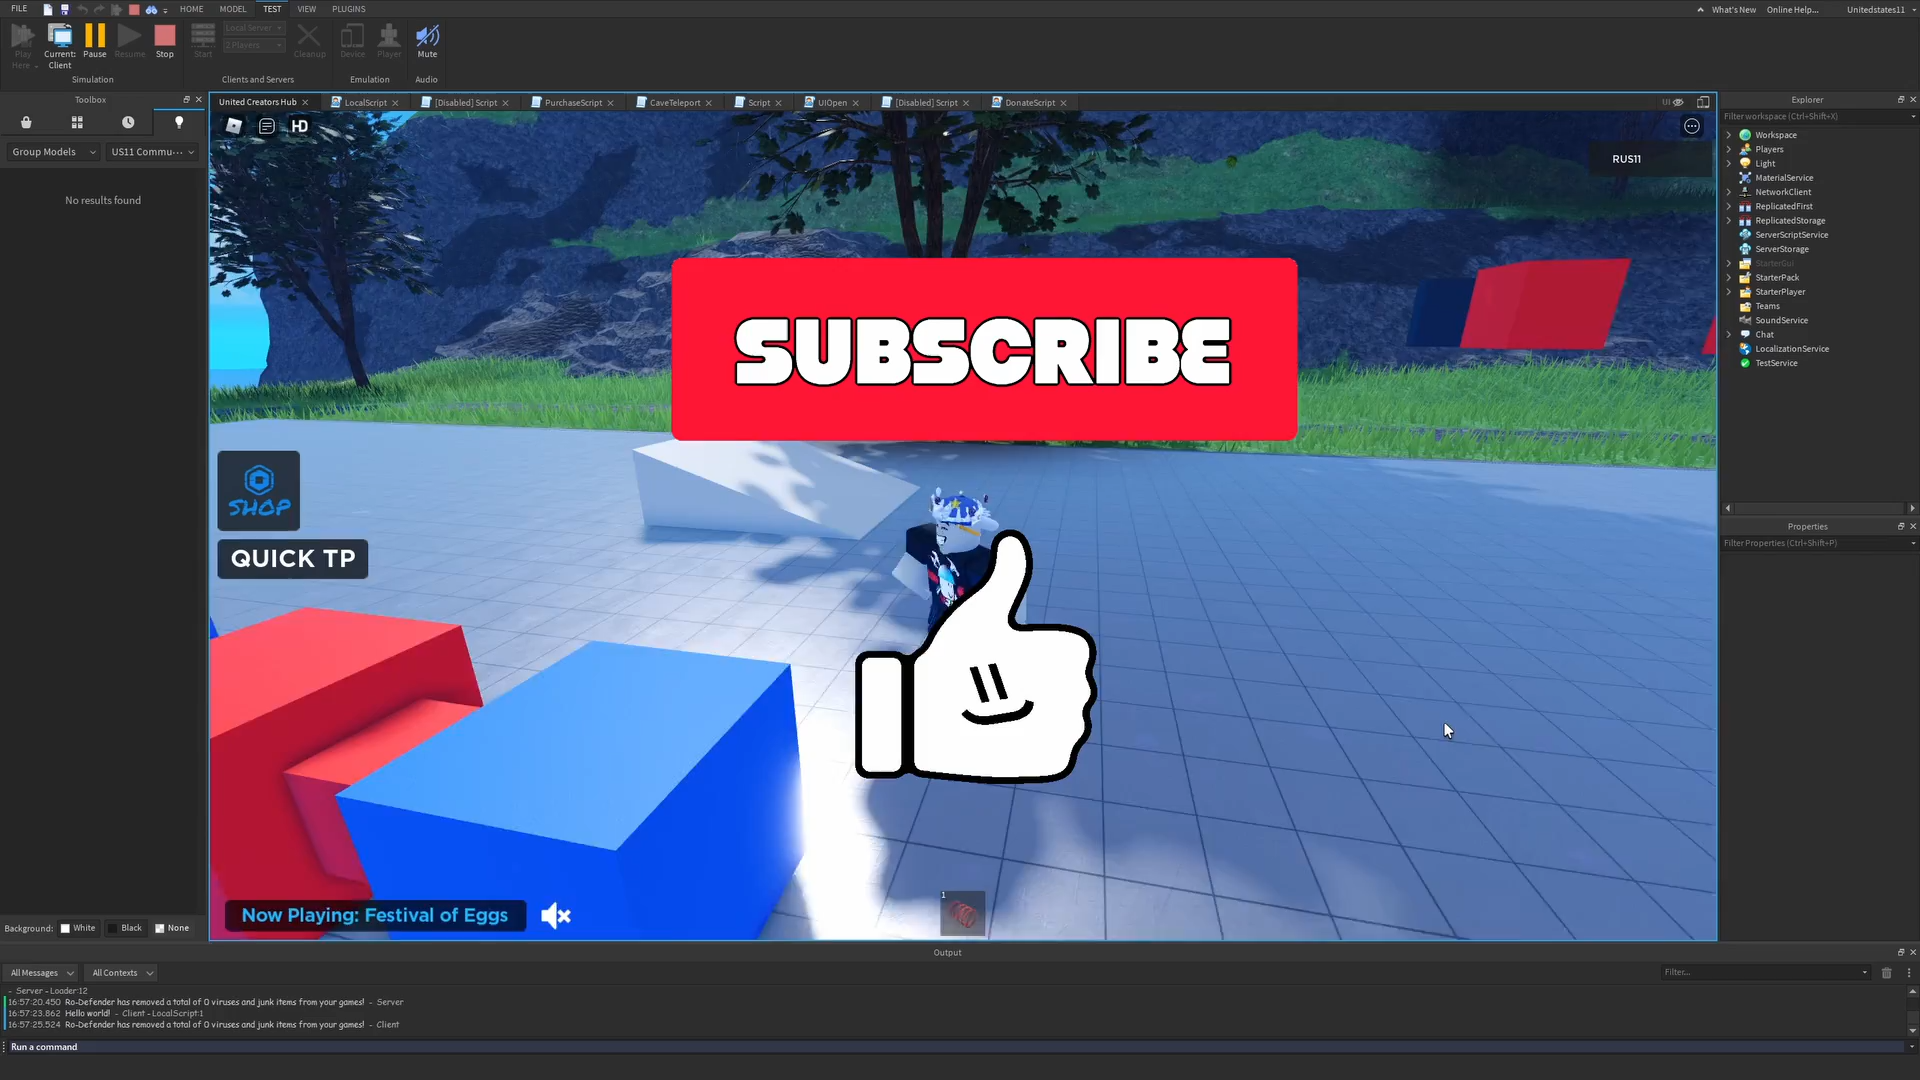 FILE HOME MODEL TEST VIEW PLUGINS What's New Online Help... Unitedstates11
Play Here Current: Client Pause Resume Stop Start Local Server 2 Players Cleanup Device Player Mute
Simulation Clients and Servers Emulation Audio
Toolbox
Group Models US11 Commu···
No results found
Background: White Black None
United Creators Hub LocalScript [Disabled] Script PurchaseScript CaveTeleport Script UIOpen [Disabled] Script DonateScript UI
HD
RUS11
SUBSCRIBE
SHOP
QUICK TP
Now Playing: Festival of Eggs
1
Explorer
Filter workspace (Ctrl+Shift+X)
Workspace
Players
Light
MaterialService
NetworkClient
ReplicatedFirst
ReplicatedStorage
ServerScriptService
ServerStorage
StarterGui
StarterPack
StarterPlayer
Teams
SoundService
Chat
LocalizationService
TestService
Properties
Filter Properties (Ctrl+Shift+P)
Output
All Messages All Contexts Filter...
- Server - Loader:12
16:57:20.450 Ro-Defender has removed a total of 0 viruses and junk items from your games! - Server
16:57:23.862 Hello world! - Client - LocalScript:1
16:57:25.524 Ro-Defender has removed a total of 0 viruses and junk items from your games! - Client
Run a command